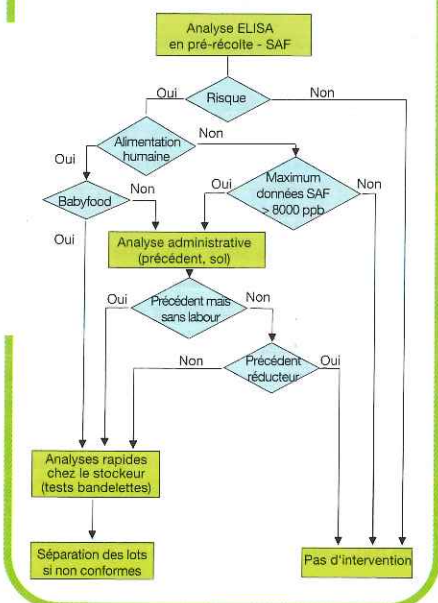 Analyse ELISA
en pré-récolte - SAF
Oui
Risque
Non
Alimentation
humaine
Non
Oui
Babyfood
Non
Oui
Maximum
données SAF
> 8000 ppb
Non
Oui
Analyse administrative
(précédent, sol)
Oui
Précédent maïs
sans labour
Non
Non
Précédent
réducteur
Oui
Analyses rapides
chez le stockeur
(tests bandelettes)
Séparation des lots
si non conformes
Pas d'intervention